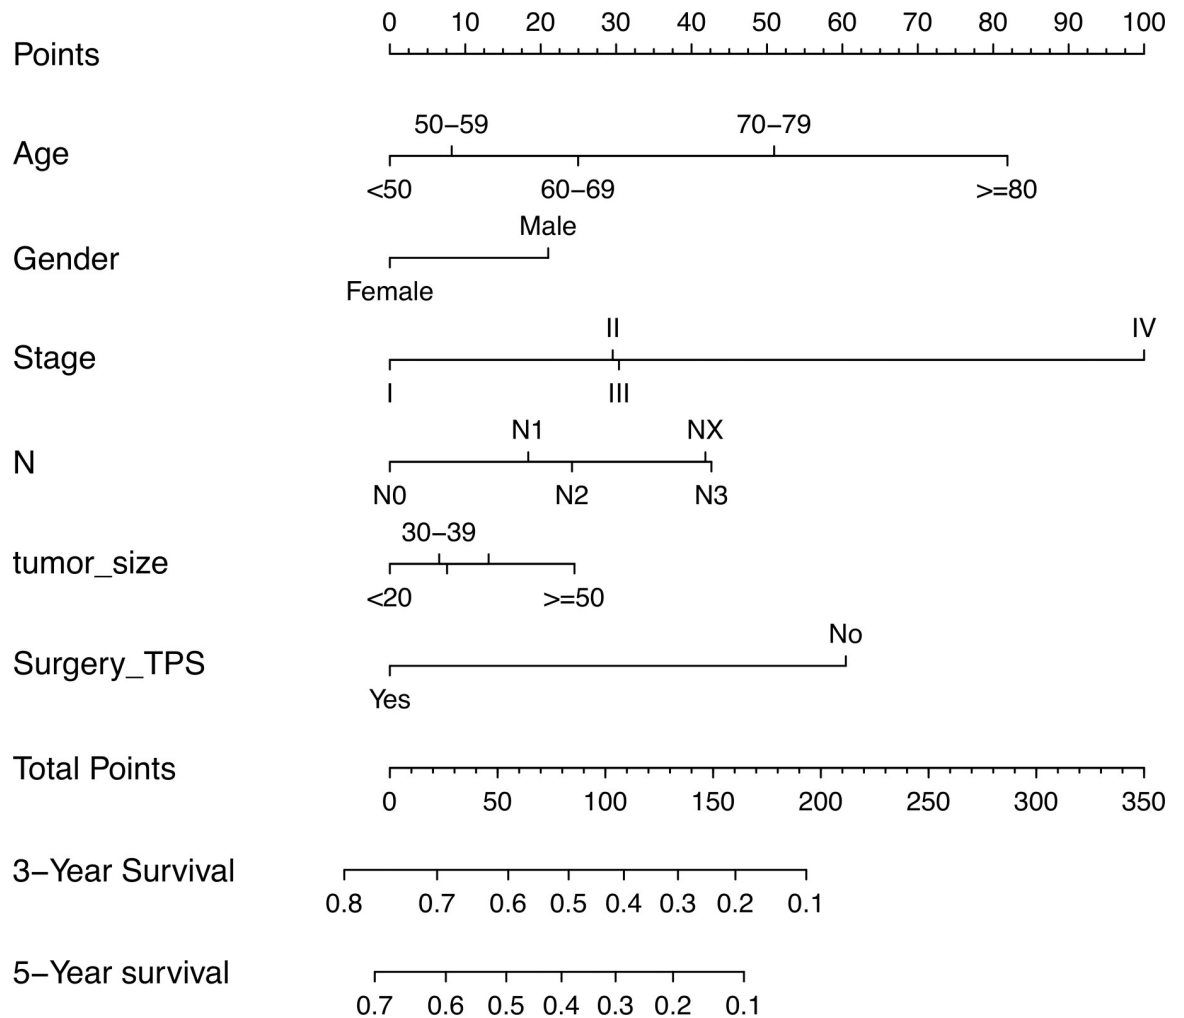 0 10 20 30 40 50 60 70 80 90 100
Points
50−59 70−79
Age
<50 60−69 >=80
Male
Gender
Female
II IV
Stage
I III
N1 NX
N
N0 N2 N3
30−39
tumor_size
<20 >=50
No
Surgery_TPS
Yes
Total Points
0 50 100 150 200 250 300 350
3−Year Survival
0.8 0.7 0.6 0.5 0.4 0.3 0.2 0.1
5−Year survival
0.7 0.6 0.5 0.4 0.3 0.2 0.1